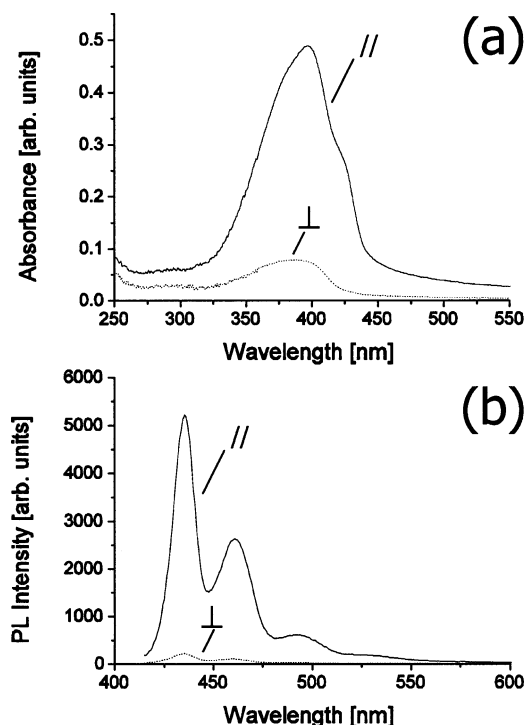 (a)
//
⊥
0.5
0.4
0.3
0.2
0.1
0.0
Absorbance [arb. units]
250 300 350 400 450 500 550
Wavelength [nm]
(b)
//
⊥
6000
5000
4000
3000
2000
1000
0
PL Intensity [arb. units]
400 450 500 550 600
Wavelength [nm]